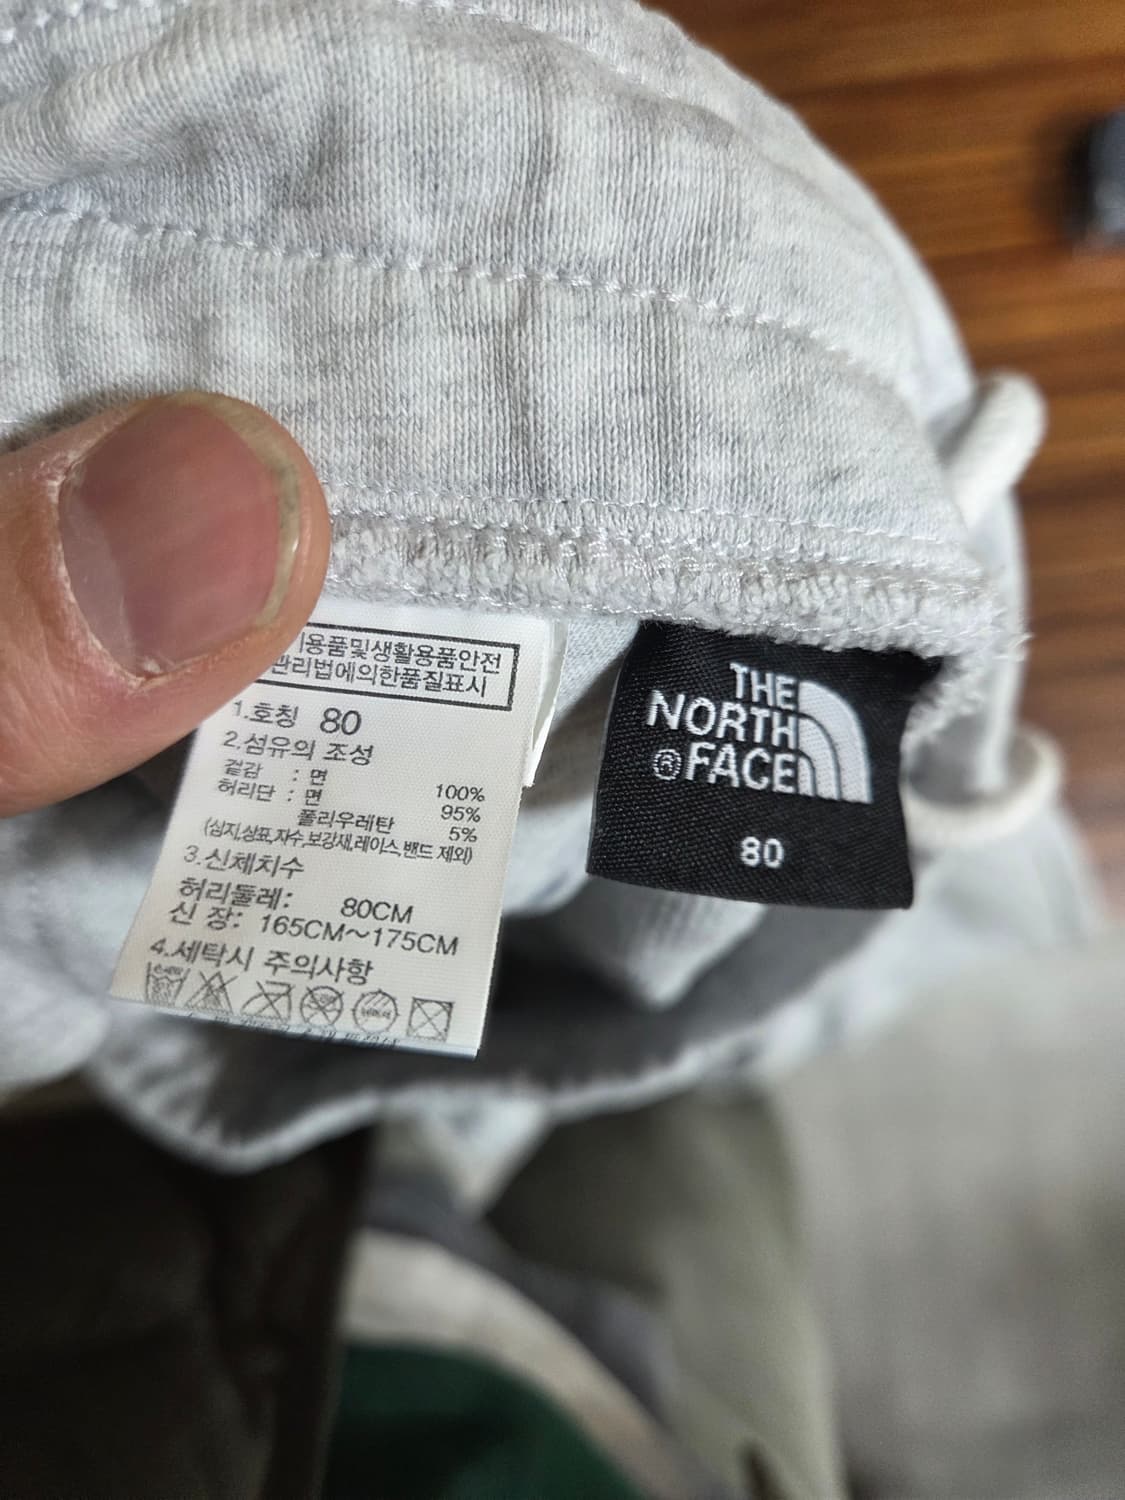 이용품및생활용품안전
관리법에의한품질표시
1.호칭 80
2.섬유의 조성
겉감 : 면 100%
허리단 : 면 95%
폴리우레탄 5%
(심지,상표,자수,보강재,레이스,밴드 제외)
3.신체치수
허리둘레: 80CM
신 장: 165CM~175CM
4.세탁시 주의사항
THE
NORTH
® FACE
80